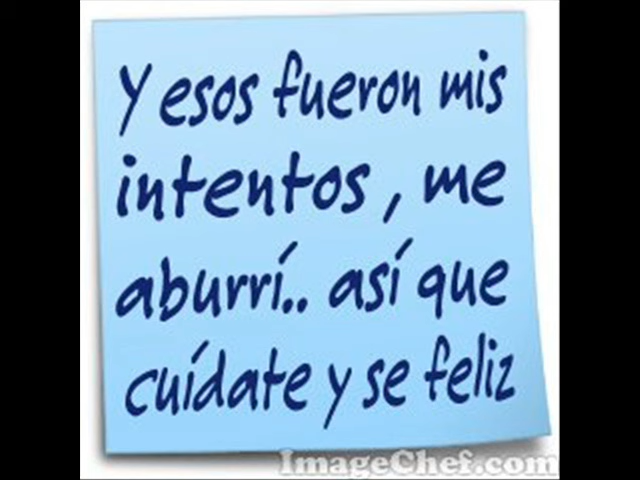 Y esos fueron mis
intentos , me
aburrí.. así que
cuídate y se feliz
ImageChef.com